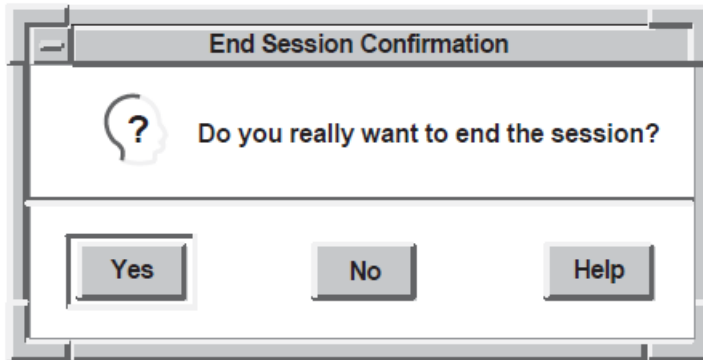 End Session Confirmation
?
Do you really want to end the session?
Yes
No
Help